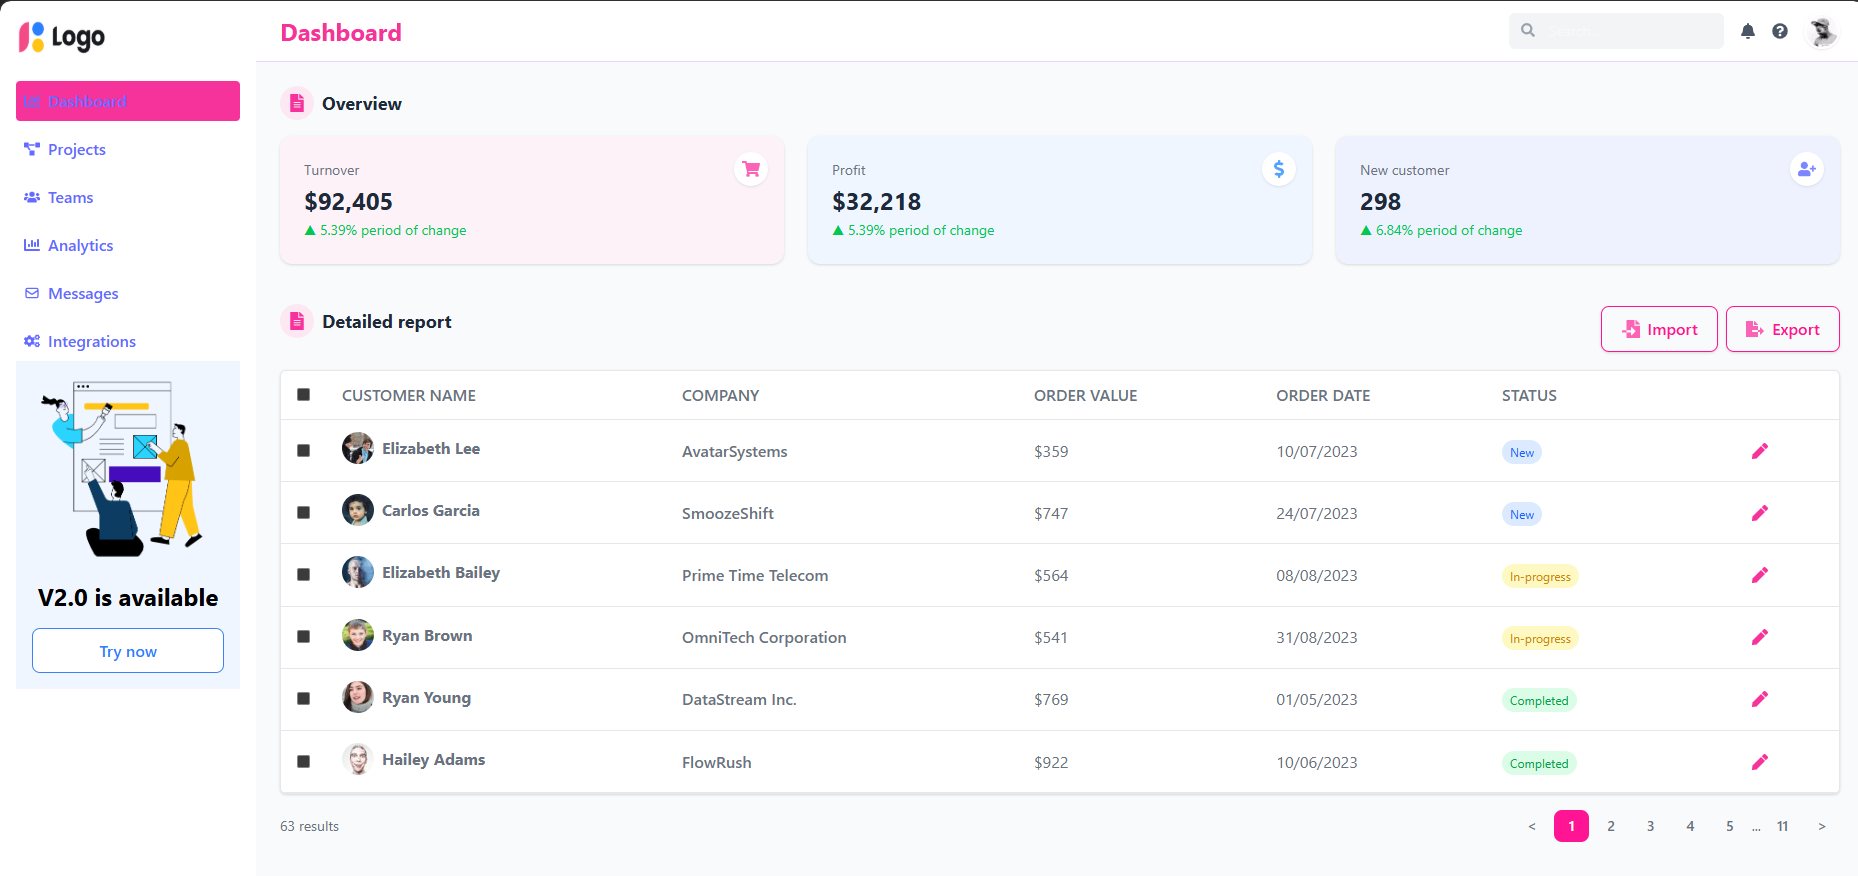 Logo
Dashboard
Search...
Dashboard
Projects
Teams
Analytics
Messages
Integrations
V2.0 is available
Try now
Overview
Turnover
$92,405
▲ 5.39% period of change
Profit
$32,218
▲ 5.39% period of change
New customer
298
▲ 6.84% period of change
Detailed report
Import
Export
CUSTOMER NAME COMPANY ORDER VALUE ORDER DATE STATUS
Elizabeth Lee AvatarSystems $359 10/07/2023 New
Carlos Garcia SmoozeShift $747 24/07/2023 New
Elizabeth Bailey Prime Time Telecom $564 08/08/2023 In-progress
Ryan Brown OmniTech Corporation $541 31/08/2023 In-progress
Ryan Young DataStream Inc. $769 01/05/2023 Completed
Hailey Adams FlowRush $922 10/06/2023 Completed
63 results
< 1 2 3 4 5 ... 11 >